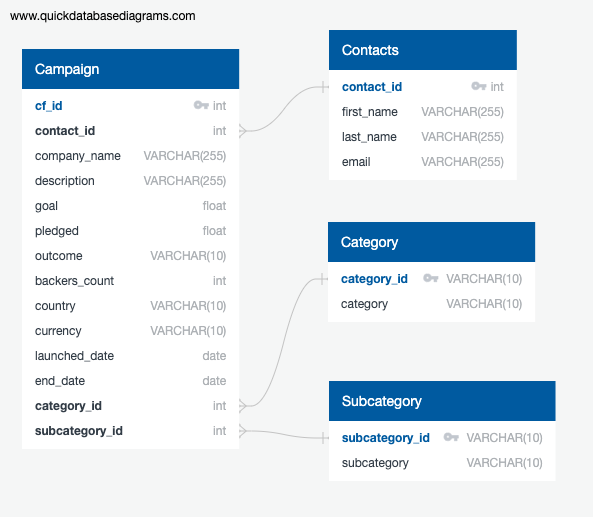 www.quickdatabasediagrams.com
Campaign
cf_id int
contact_id int
company_name VARCHAR(255)
description VARCHAR(255)
goal float
pledged float
outcome VARCHAR(10)
backers_count int
country VARCHAR(10)
currency VARCHAR(10)
launched_date date
end_date date
category_id int
subcategory_id int
Contacts
contact_id int
first_name VARCHAR(255)
last_name VARCHAR(255)
email VARCHAR(255)
Category
category_id VARCHAR(10)
category VARCHAR(10)
Subcategory
subcategory_id VARCHAR(10)
subcategory VARCHAR(10)